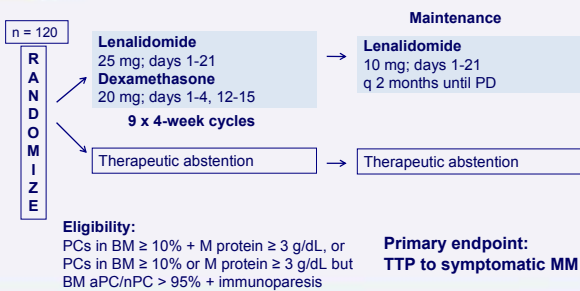 Maintenance
n = 120
RANDOMIZE
Lenalidomide
25 mg; days 1-21
Dexamethasone
20 mg; days 1-4, 12-15
9 x 4-week cycles
Lenalidomide
10 mg; days 1-21
q 2 months until PD
Therapeutic abstention
Therapeutic abstention
Eligibility:
PCs in BM ≥ 10% + M protein ≥ 3 g/dL, or
PCs in BM ≥ 10% or M protein ≥ 3 g/dL but
BM aPC/nPC > 95% + immunoparesis
Primary endpoint:
TTP to symptomatic MM